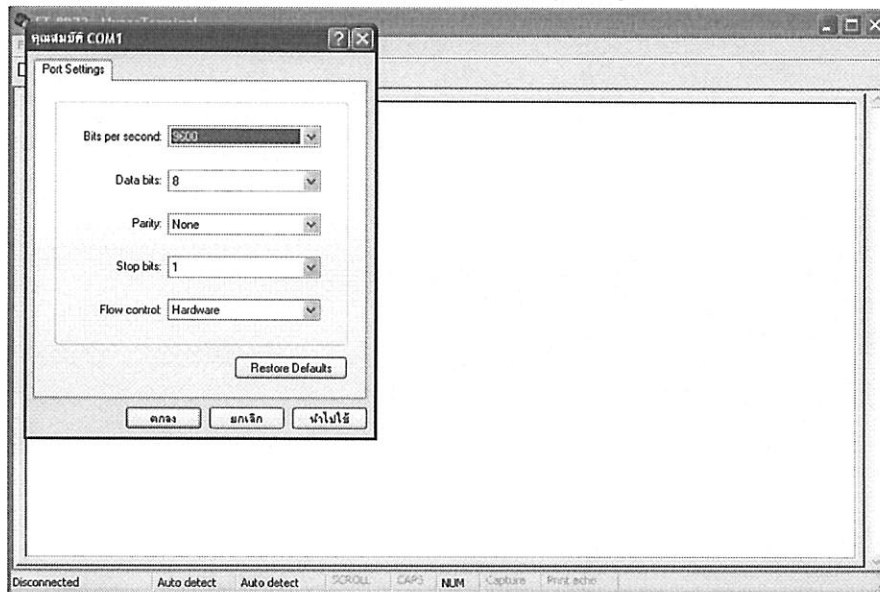 HyperTerminal
คุณสมบัติ COM1
Port Settings
Bits per second: 9600
Data bits: 8
Parity: None
Stop bits: 1
Flow control: Hardware
Restore Defaults
ตกลง ยกเลิก นำไปใช้
Disconnected Auto detect Auto detect SCROLL CAPS NUM Capture Print echo